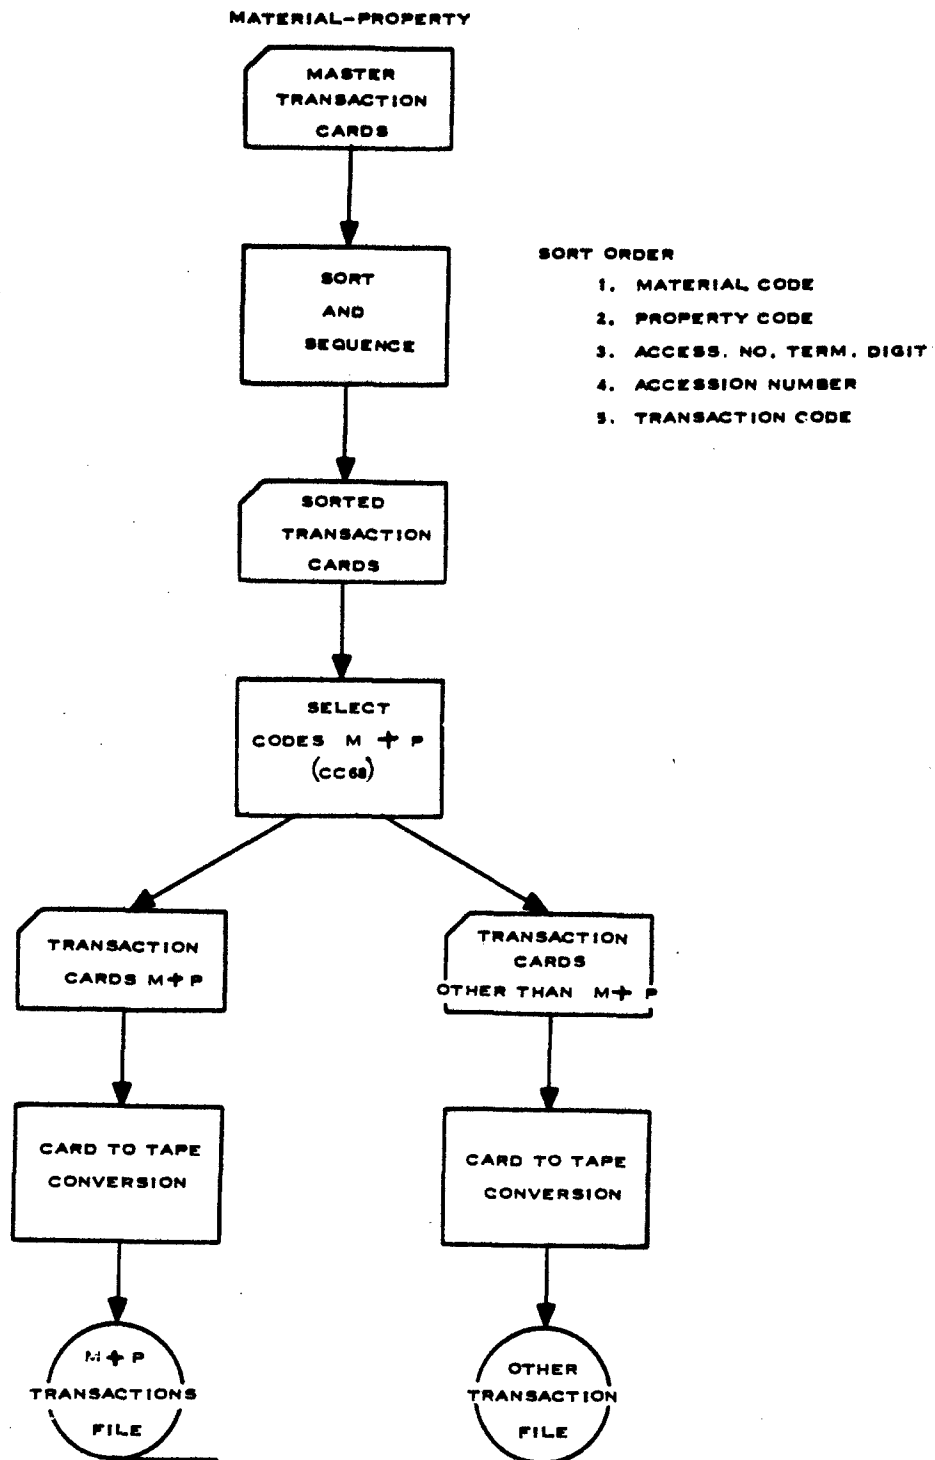 MATERIAL-PROPERTY
MASTER
TRANSACTION
CARDS
SORT
AND
SEQUENCE
SORT ORDER
1. MATERIAL CODE
2. PROPERTY CODE
3. ACCESS. NO. TERM. DIGIT
4. ACCESSION NUMBER
5. TRANSACTION CODE
SORTED
TRANSACTION
CARDS
SELECT
CODES M + P
(CC68)
TRANSACTION
CARDS M+P
TRANSACTION
CARDS
OTHER THAN M+ P
CARD TO TAPE
CONVERSION
CARD TO TAPE
CONVERSION
M+P
TRANSACTIONS
FILE
OTHER
TRANSACTION
FILE